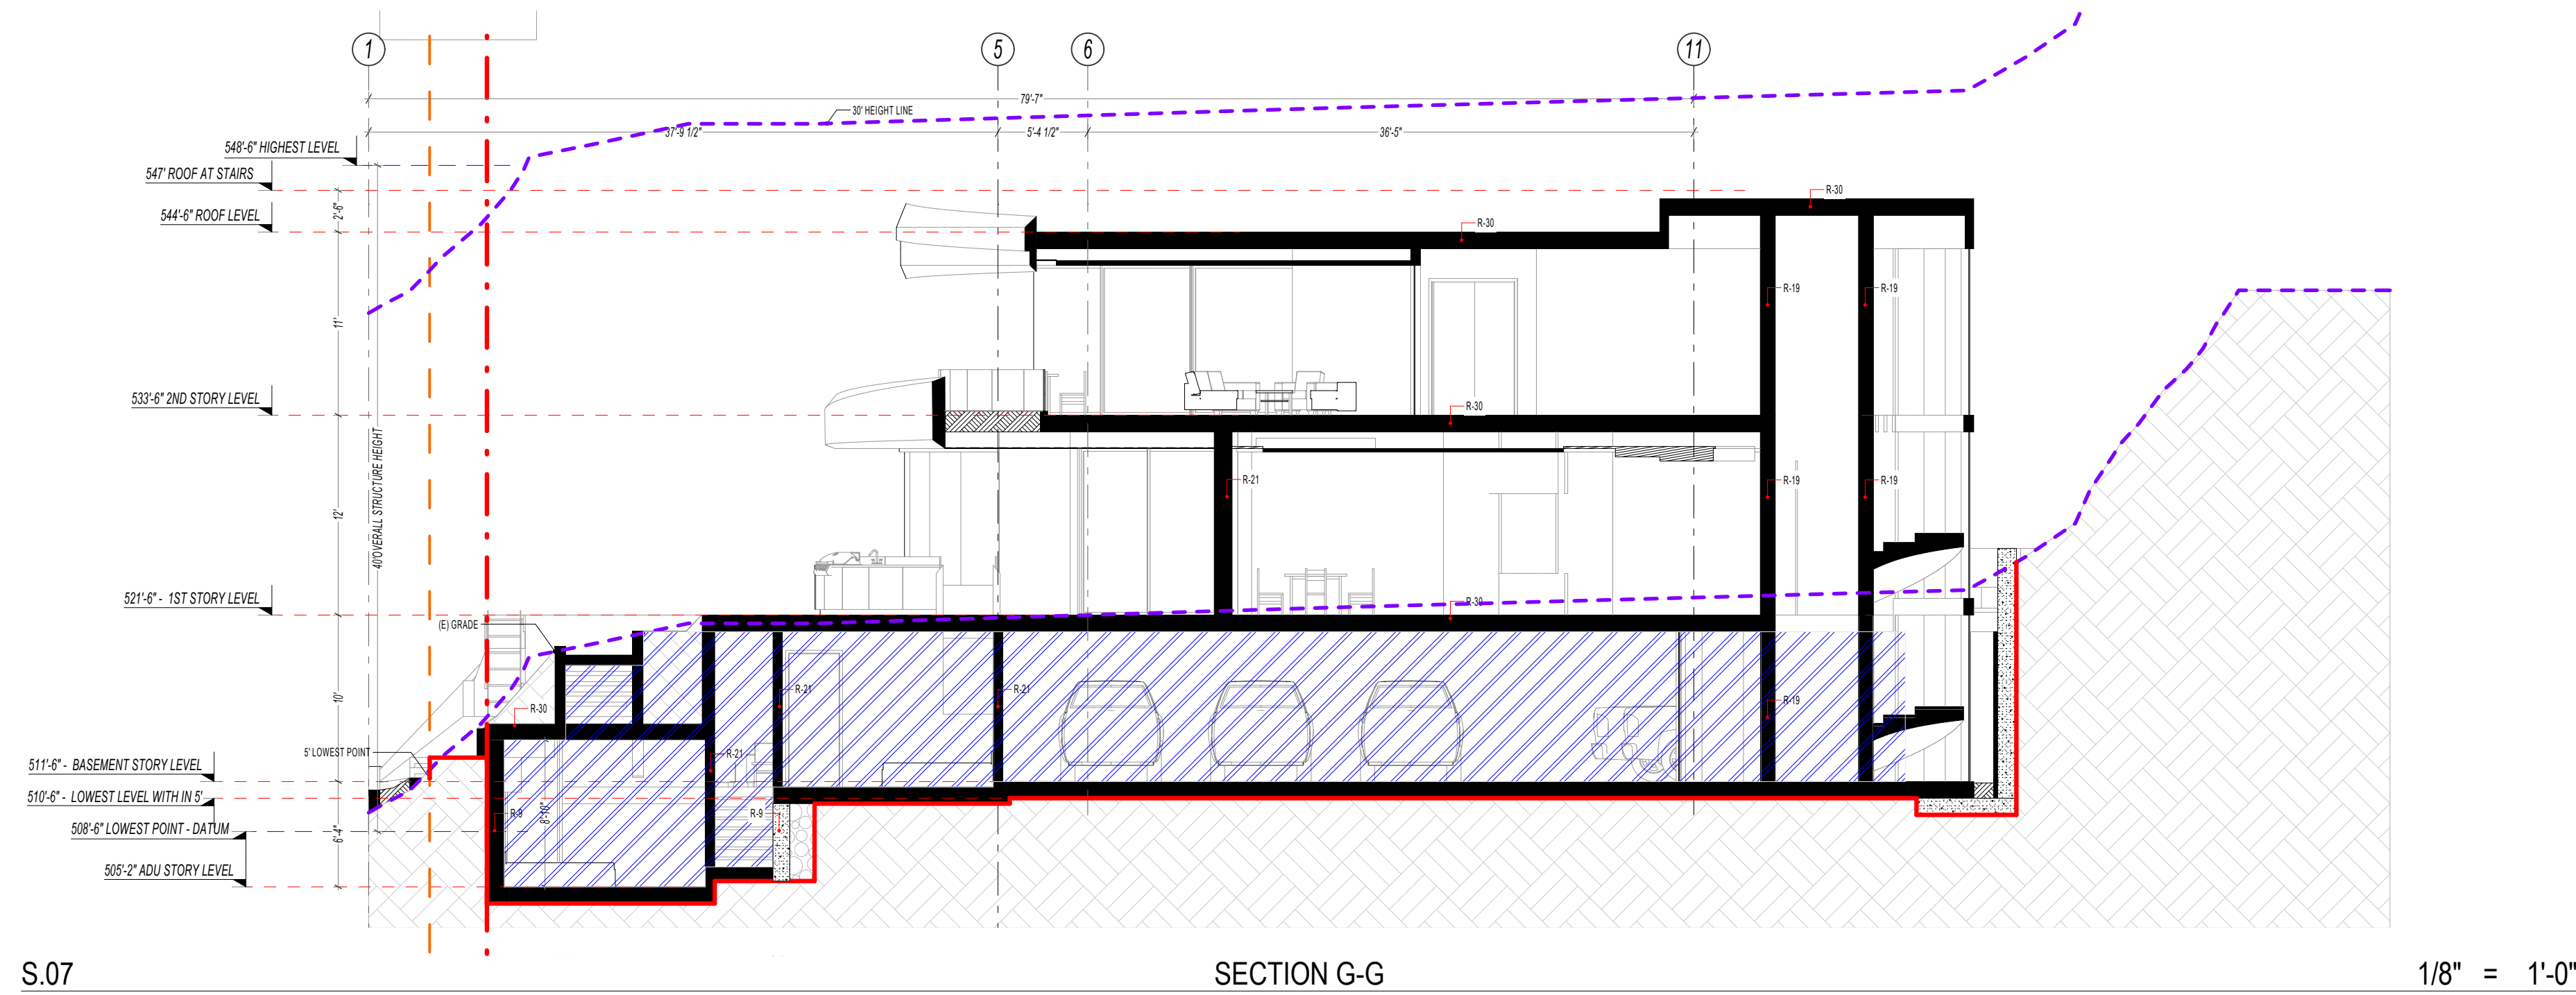 1
5
6
11
79'-7"
30' HEIGHT LINE
37'-9 1/2"
5'-4 1/2"
36'-5"
548'-6" HIGHEST LEVEL
547' ROOF AT STAIRS
R-30
2'-6"
544'-6" ROOF LEVEL
R-30
R-19
R-19
11'
533'-6" 2ND STORY LEVEL
R-30
40'OVERALL STRUCTURE HEIGHT
R-21
R-19
R-19
12'
521'-6" - 1ST STORY LEVEL
R-30
(E) GRADE
R-21
R-21
10'
R-30
R-19
5' LOWEST POINT
R-21
511'-6" - BASEMENT STORY LEVEL
510'-6" - LOWEST LEVEL WITH IN 5'
R-9
8'-10"
R-9
508'-6" LOWEST POINT - DATUM
6'-4"
505'-2" ADU STORY LEVEL
S.07
SECTION G-G
1/8" = 1'-0"